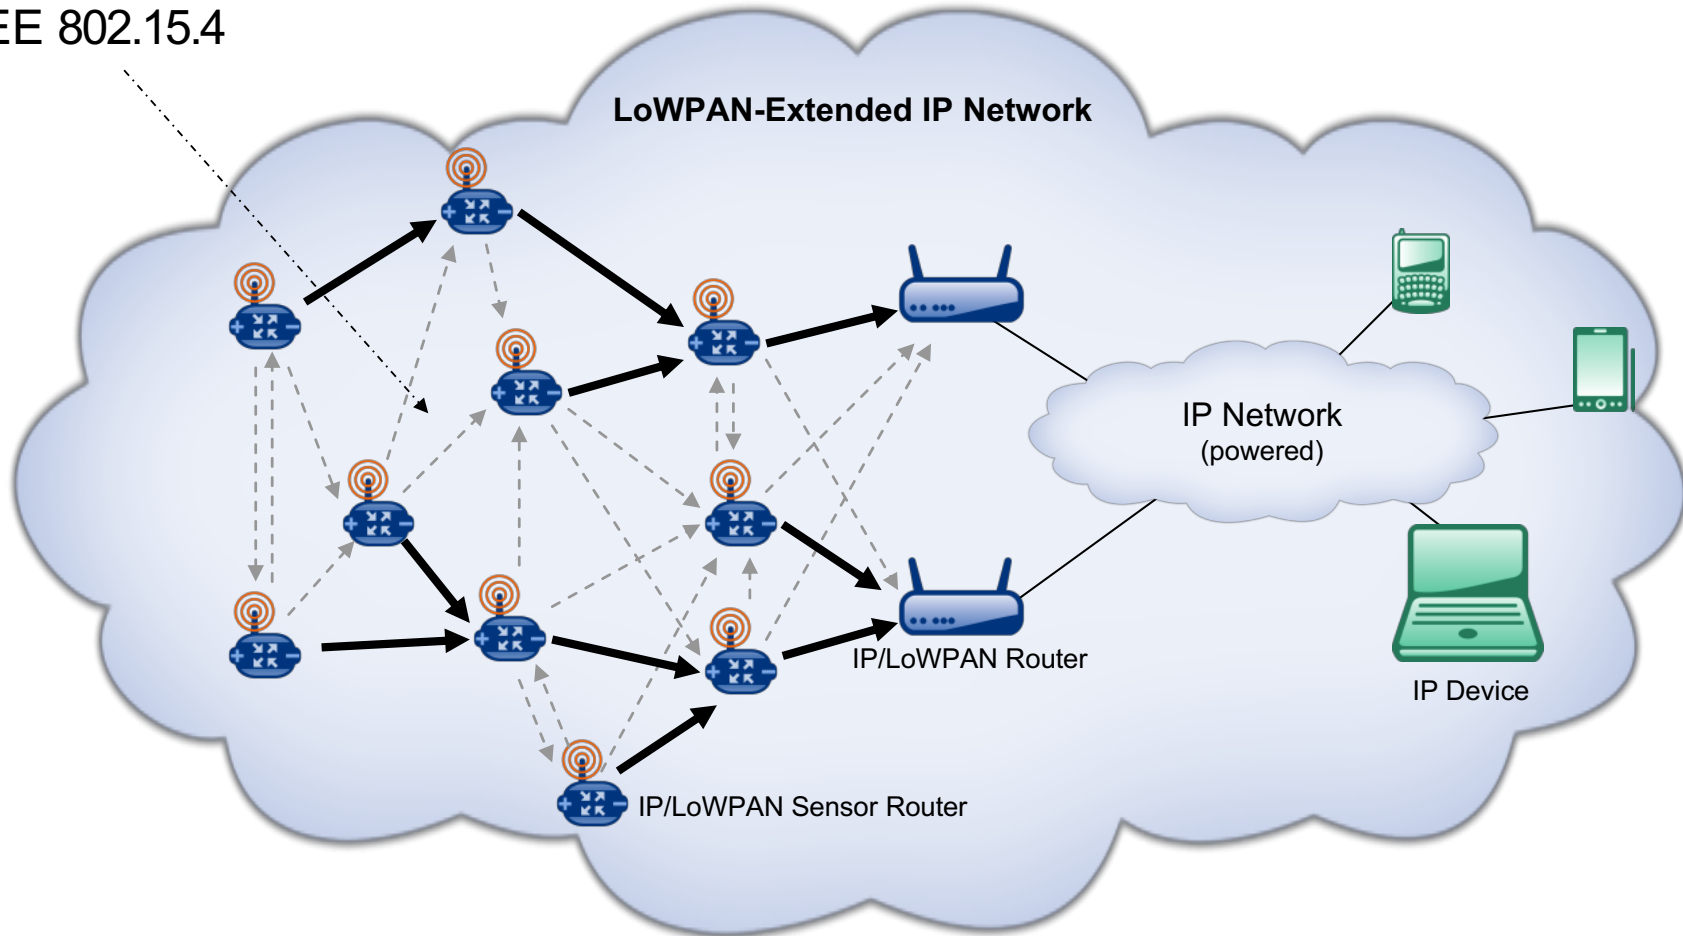 EE 802.15.4
LoWPAN-Extended IP Network
IP Network
(powered)
IP/LoWPAN Router
IP Device
IP/LoWPAN Sensor Router